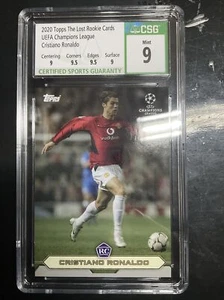 2020 Topps The Lost Rookie Cards
UEFA Champions League
Cristiano Ronaldo
Centering Corners Edges Surface
9 9.5 9.5 9
CSG
Mint
9
CERTIFIED SPORTS GUARANTY
Topps
UEFA
CHAMPIONS
LEAGUE
RC
CRISTIANO RONALDO